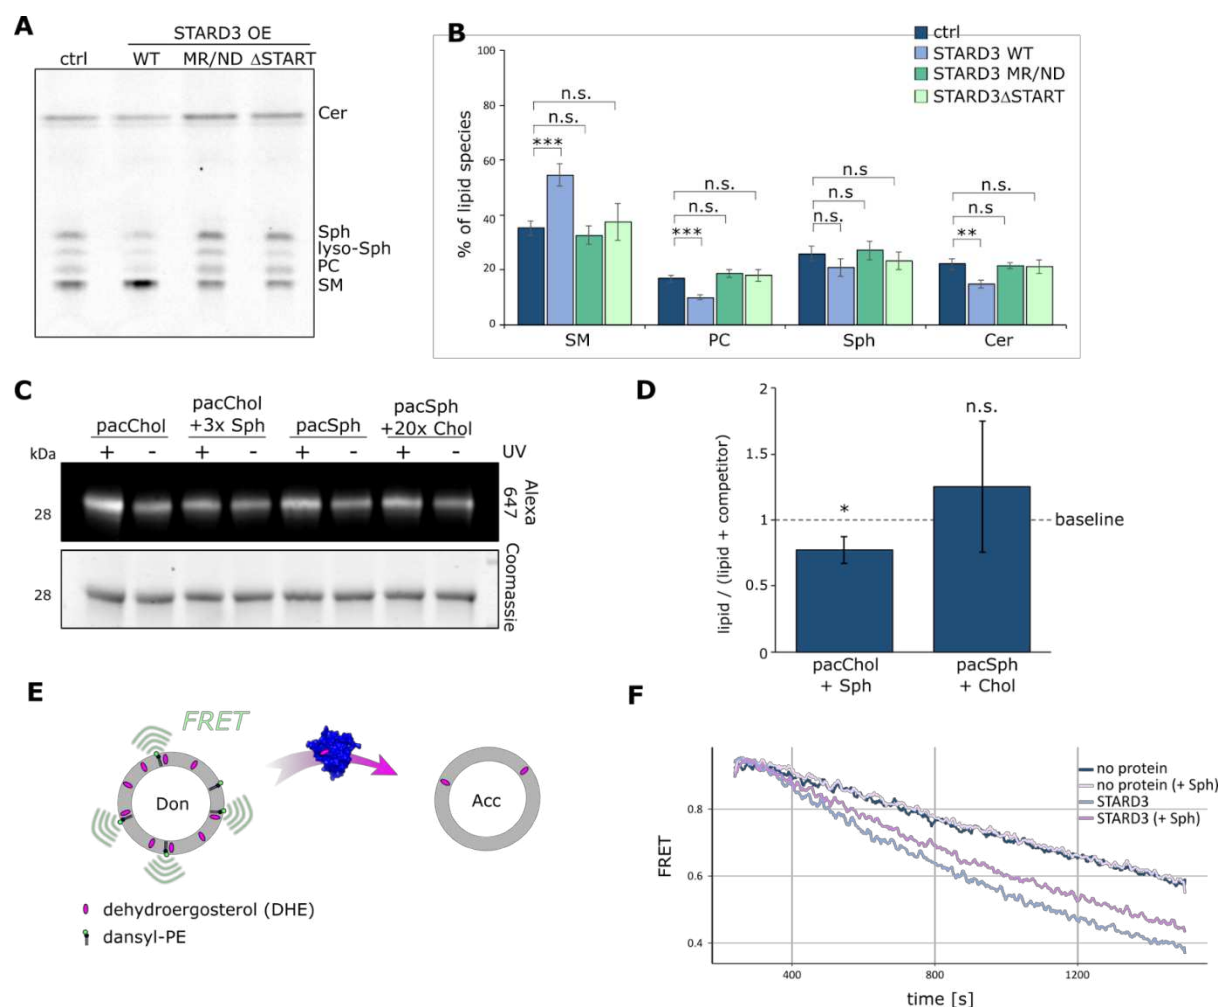 A
STARD3 OE
ctrl WT MR/ND ΔSTART
Cer
Sph
lyso-Sph
PC
SM
B
ctrl
STARD3 WT
STARD3 MR/ND
STARD3ΔSTART
% of lipid species
100
80
60
40
20
0
n.s.
n.s.
***
n.s.
n.s.
***
n.s
n.s.
n.s.
n.s.
n.s.
**
SM PC Sph Cer
C
pacChol pacChol +3x Sph pacSph pacSph +20x Chol
+ - + - + - + - UV
kDa
28
Alexa 647
28
Coomassie
D
lipid / (lipid + competitor)
2
1.5
1
0.5
0
*
n.s.
baseline
pacChol + Sph
pacSph + Chol
E
FRET
Don
Acc
dehydroergosterol (DHE)
dansyl-PE
F
no protein
no protein (+ Sph)
STARD3
STARD3 (+ Sph)
FRET
0.8
0.6
0.4
400 800 1200
time [s]